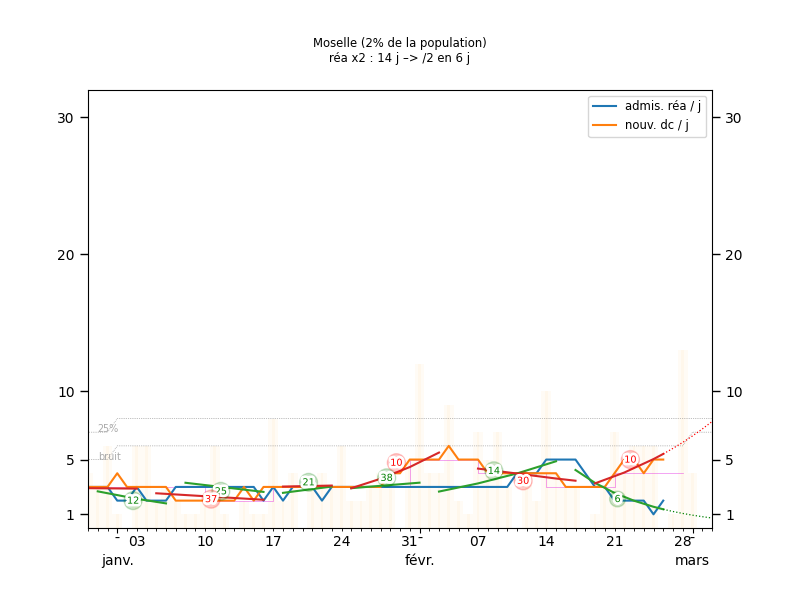 Moselle (2% de la population)
réa x2 : 14 j –> /2 en 6 j
admis. réa / j
nouv. dc / j
30 30
20 20
10 10
25%
bruit
5 5
1 1
12
37
25
21
38
10
14
30
10
6
03 10 17 24 31 07 14 21 28
janv. févr. mars